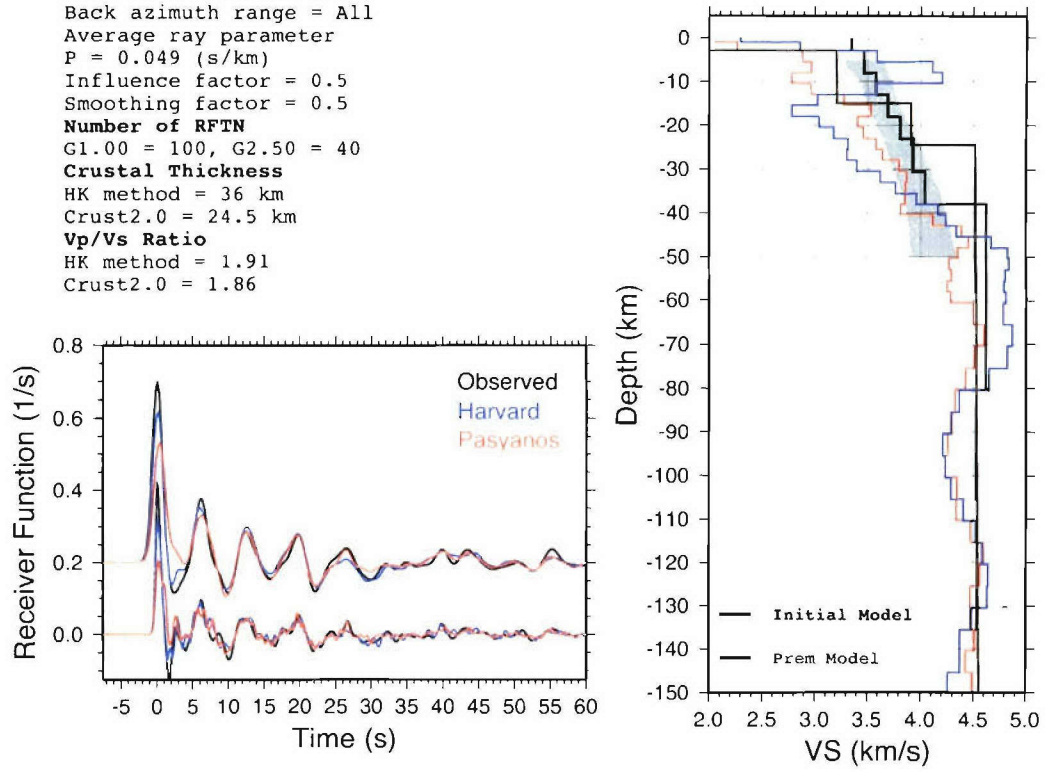 Back azimuth range = All
Average ray parameter
P = 0.049 (s/km)
Influence factor = 0.5
Smoothing factor = 0.5
Number of RFTN
G1.00 = 100, G2.50 = 40
Crustal Thickness
HK method = 36 km
Crust2.0 = 24.5 km
Vp/Vs Ratio
HK method = 1.91
Crust2.0 = 1.86
Receiver Function (1/s)
0.8
0.6
0.4
0.2
0.0
Observed
Harvard
Pasyanos
-5 0 5 10 15 20 25 30 35 40 45 50 55 60
Time (s)
Depth (km)
0
-10
-20
-30
-40
-50
-60
-70
-80
-90
-100
-110
-120
-130
-140
-150
Initial Model
Prem Model
2.0 2.5 3.0 3.5 4.0 4.5 5.0
VS (km/s)